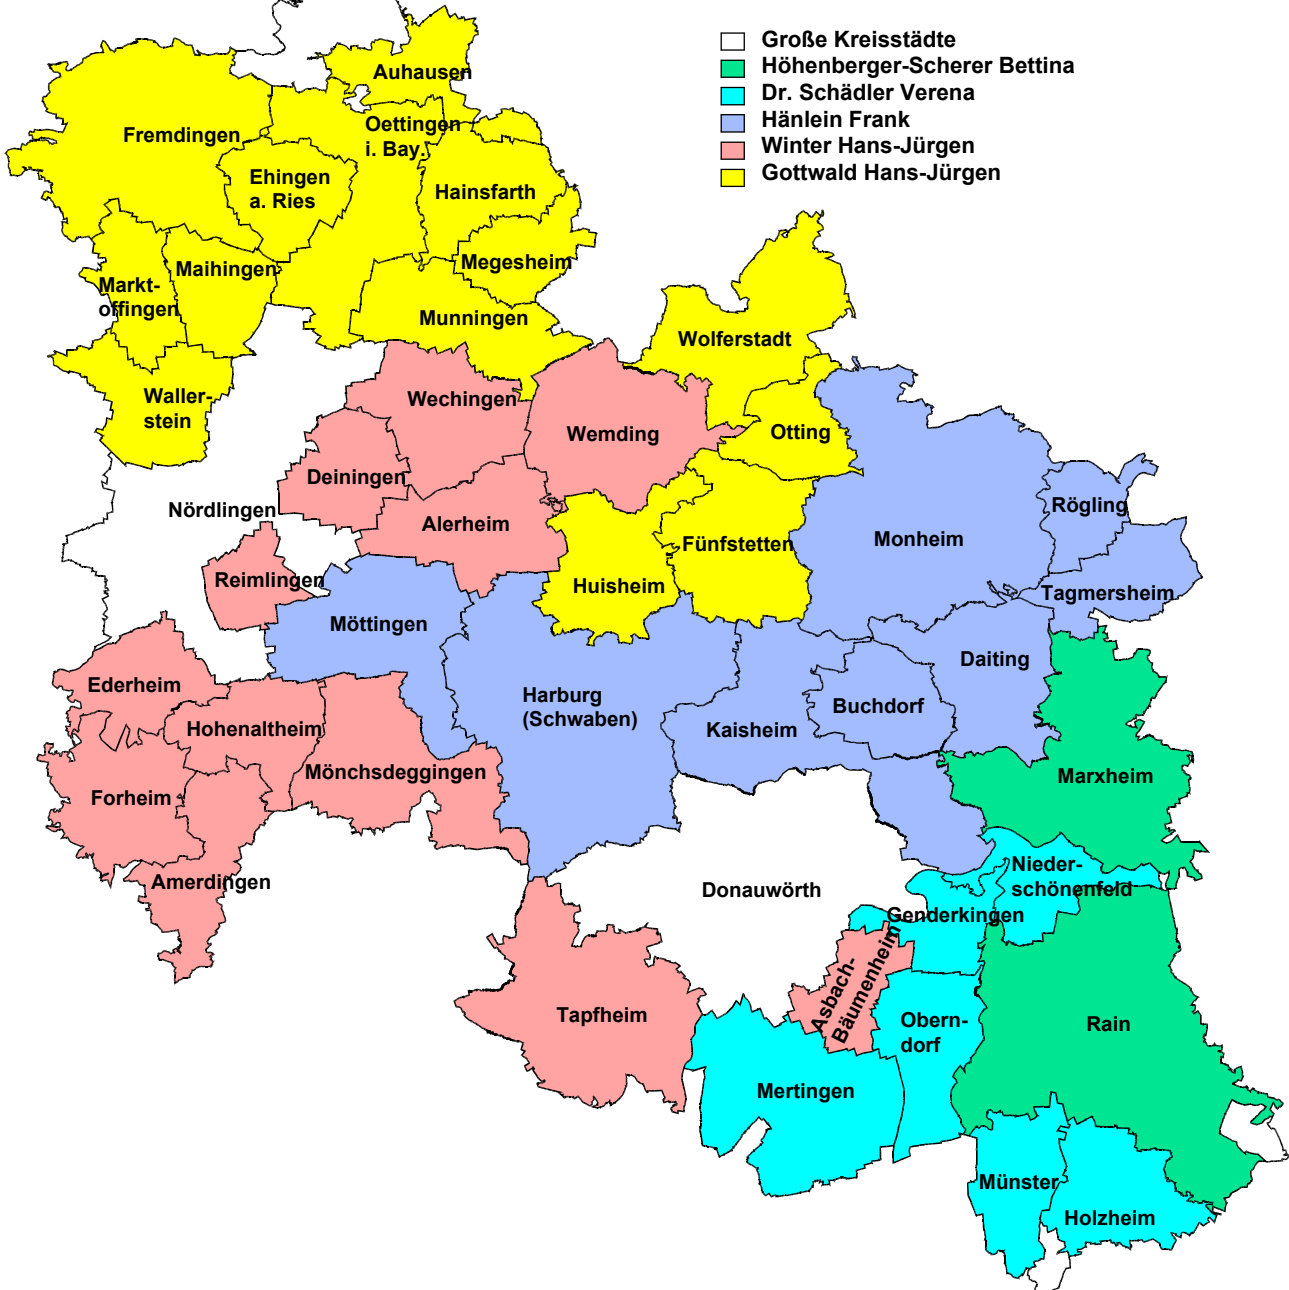 Große Kreisstädte
Höhenberger-Scherer Bettina
Dr. Schädler Verena
Hänlein Frank
Winter Hans-Jürgen
Gottwald Hans-Jürgen
Auhausen
Fremdingen
Oettingen
i. Bay.
Ehingen
a. Ries
Hainsfarth
Maihingen
Megesheim
Markt-
offingen
Munningen
Wolferstadt
Waller-
stein
Wechingen
Wemding
Otting
Deiningen
Nördlingen
Alerheim
Rögling
Fünfstetten
Monheim
Reimlingen
Huisheim
Tagmersheim
Möttingen
Daiting
Ederheim
Harburg
(Schwaben)
Buchdorf
Hohenaltheim
Kaisheim
Mönchsdeggingen
Marxheim
Forheim
Amerdingen
Donauwörth
Nieder-
schönenfeld
Genderkingen
Asbach-
Bäumenheim
Tapfheim
Obern-
dorf
Rain
Mertingen
Münster
Holzheim